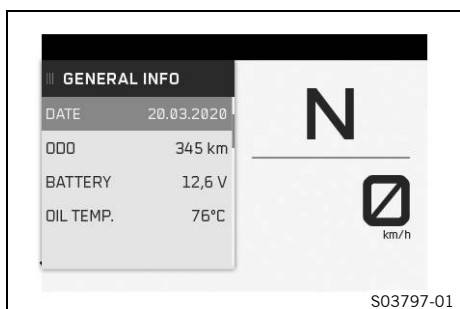 GENERAL INFO
DATE 20.03.2020
ODO 345 km
BATTERY 12,6 V
OIL TEMP. 76°C
N
0
km/h
S03797-01